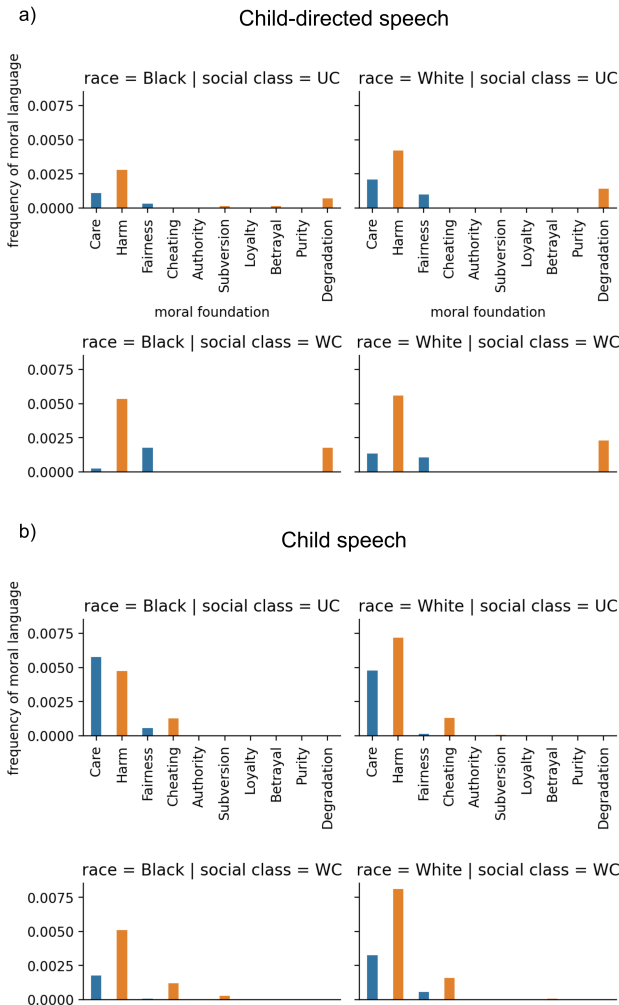 a)
Child-directed speech
race = Black | social class = UC
race = White | social class = UC
frequency of moral language
0.0075
0.0050
0.0025
0.0000
Care
Harm
Fairness
Cheating
Authority
Subversion
Loyalty
Betrayal
Purity
Degradation
Care
Harm
Fairness
Cheating
Authority
Subversion
Loyalty
Betrayal
Purity
Degradation
moral foundation
moral foundation
race = Black | social class = WC
race = White | social class = WC
0.0075
0.0050
0.0025
0.0000
b)
Child speech
race = Black | social class = UC
race = White | social class = UC
frequency of moral language
0.0075
0.0050
0.0025
0.0000
Care
Harm
Fairness
Cheating
Authority
Subversion
Loyalty
Betrayal
Purity
Degradation
Care
Harm
Fairness
Cheating
Authority
Subversion
Loyalty
Betrayal
Purity
Degradation
race = Black | social class = WC
race = White | social class = WC
0.0075
0.0050
0.0025
0.0000